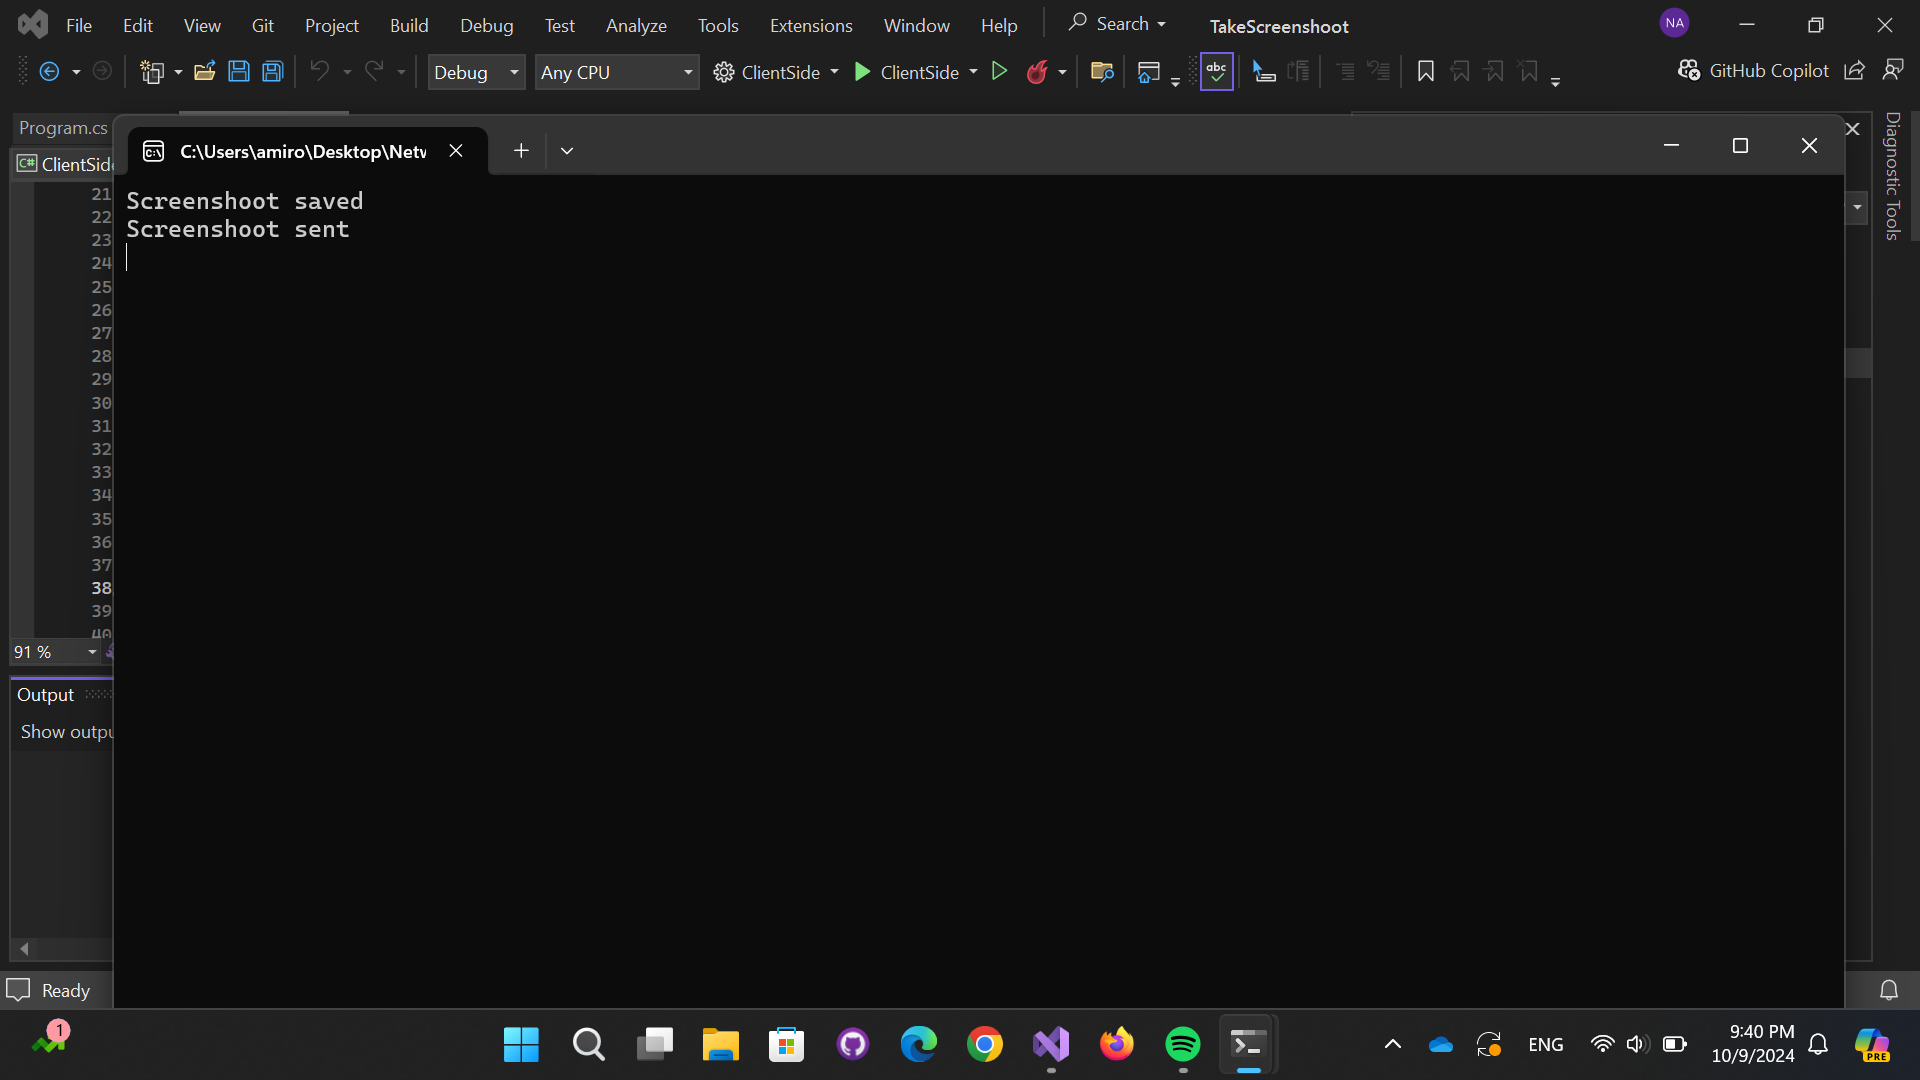 File Edit View Git Project Build Debug Test Analyze Tools Extensions Window Help Search TakeScreenshoot NA
Debug Any CPU ClientSide ClientSide abc GitHub Copilot
Program.cs
C:\Users\amiro\Desktop\Netw
C# ClientSide
Screenshoot saved
Screenshoot sent
21
22
23
24
25
26
27
28
29
30
31
32
33
34
35
36
37
38
39
40
91 %
Output
Show outpu
Diagnostic Tools
Ready
1
ENG
9:40 PM
10/9/2024
PRE